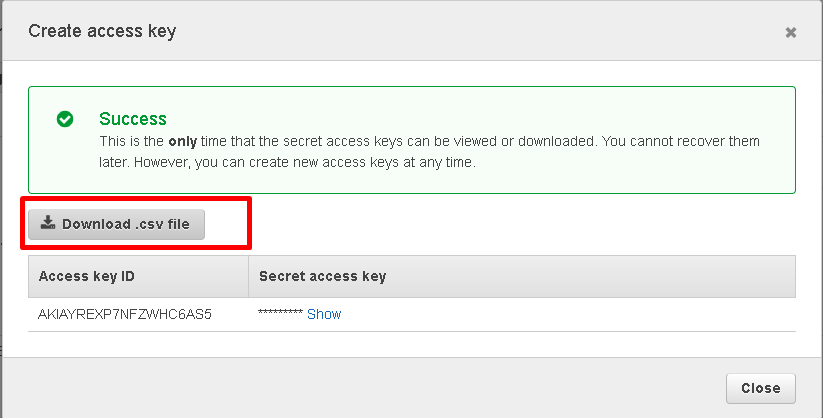 Create access key
Success
This is the only time that the secret access keys can be viewed or downloaded. You cannot recover them
later. However, you can create new access keys at any time.
Download .csv file
Access key ID Secret access key
AKIAYREXP7NFZWHC6AS5 ********* Show
Close